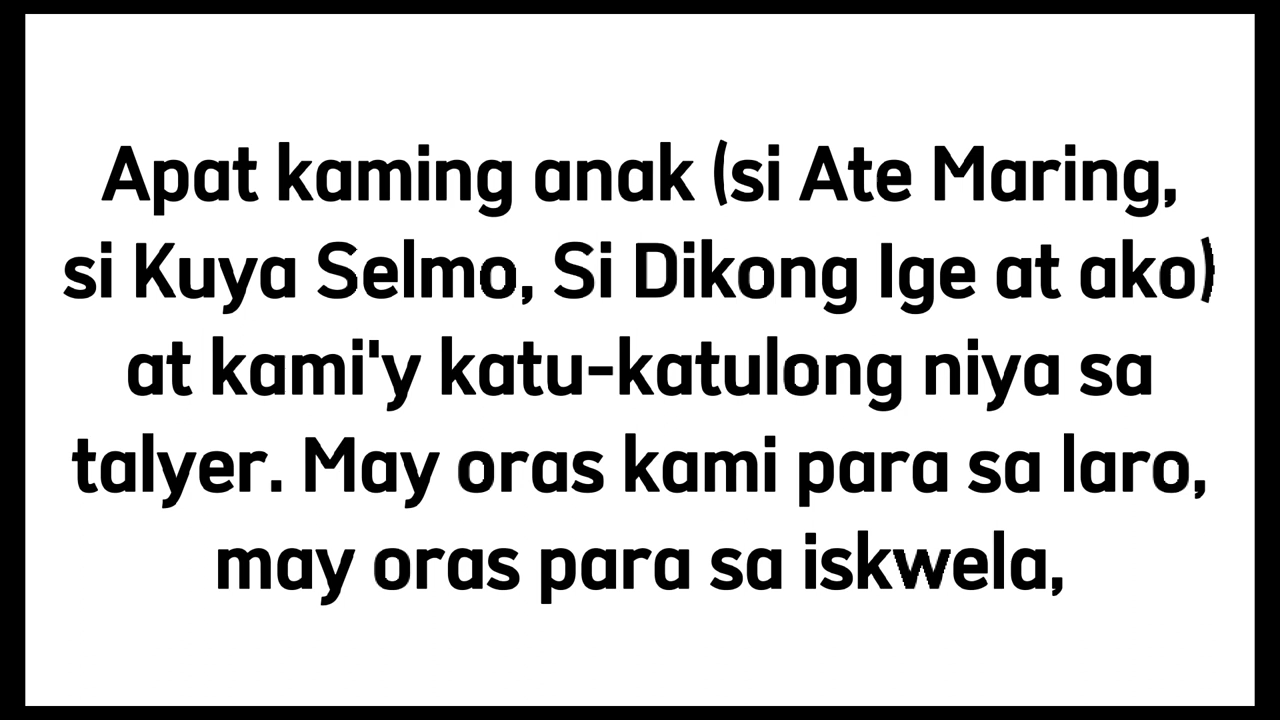 Apat kaming anak (si Ate Maring,
si Kuya Selmo, Si Dikong Ige at ako)
at kami'y katu-katulong niya sa
talyer. May oras kami para sa laro,
may oras para sa iskwela,